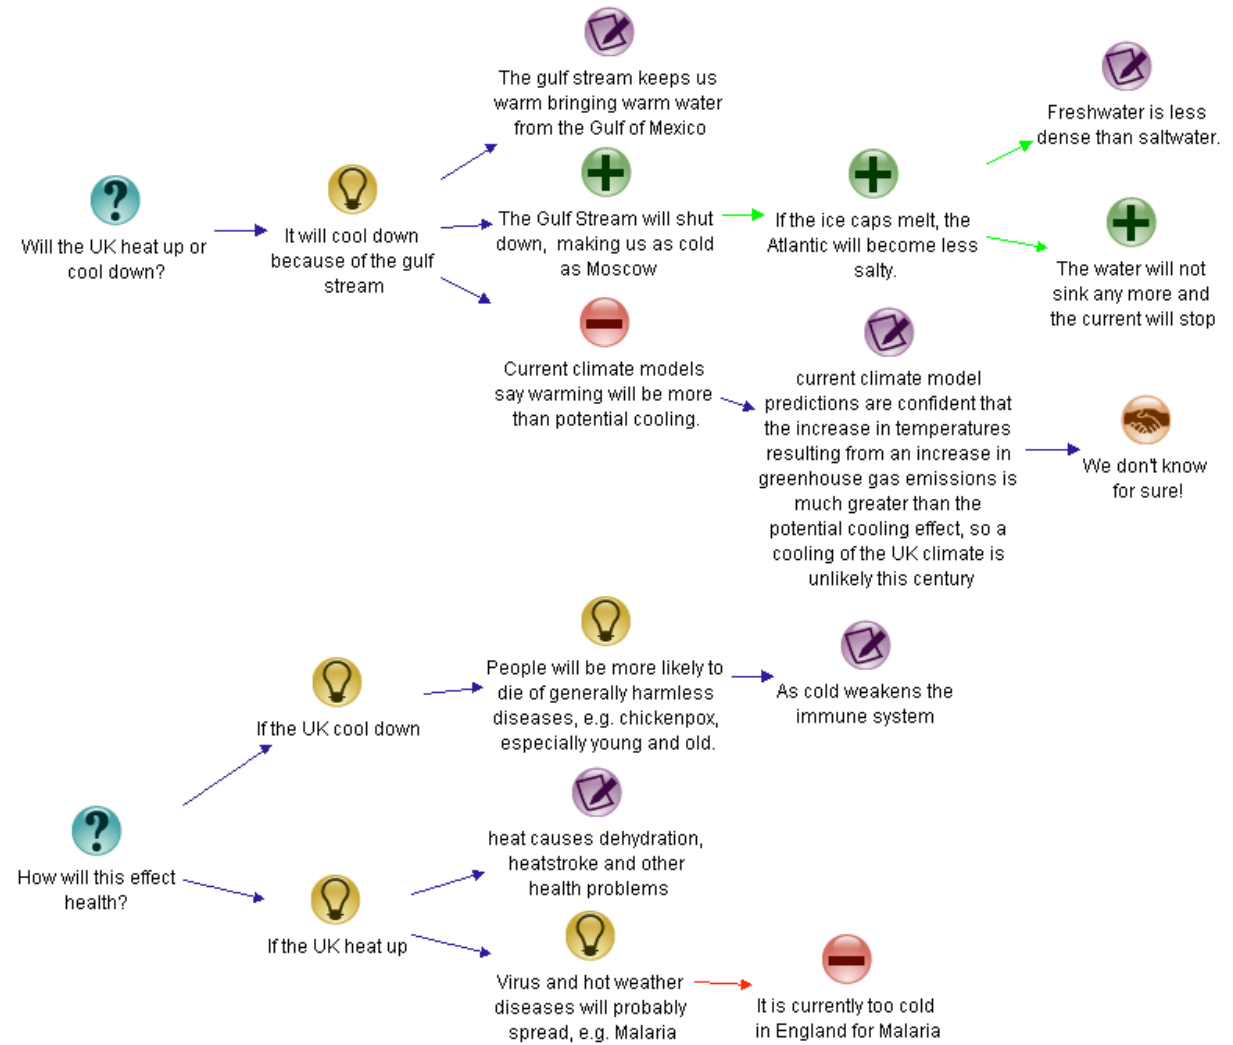 The gulf stream keeps us
warm bringing warm water
from the Gulf of Mexico
Freshwater is less
dense than saltwater.
Will the UK heat up or
cool down?
It will cool down
because of the gulf
stream
The Gulf Stream will shut
down, making us as cold
as Moscow
If the ice caps melt, the
Atlantic will become less
salty.
The water will not
sink any more and
the current will stop
Current climate models
say warming will be more
than potential cooling.
current climate model
predictions are confident that
the increase in temperatures
resulting from an increase in
greenhouse gas emissions is
much greater than the
potential cooling effect, so a
cooling of the UK climate is
unlikely this century
We don't know
for sure!
How will this effect
health?
If the UK cool down
People will be more likely to
die of generally harmless
diseases, e.g. chickenpox,
especially young and old.
As cold weakens the
immune system
If the UK heat up
heat causes dehydration,
heatstroke and other
health problems
Virus and hot weather
diseases will probably
spread, e.g. Malaria
It is currently too cold
in England for Malaria